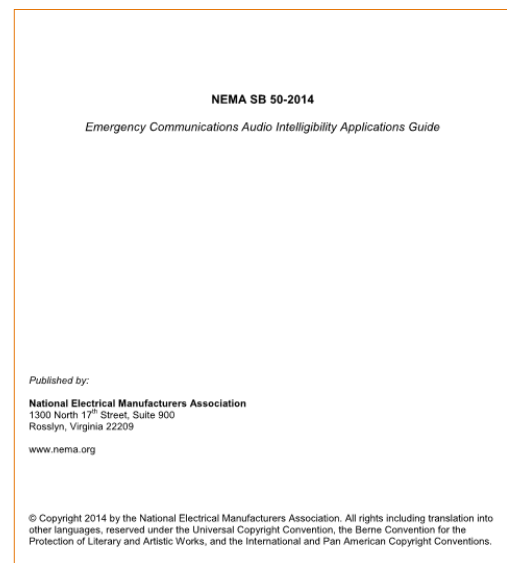 NEMA SB 50-2014
Emergency Communications Audio Intelligibility Applications Guide
Published by:
National Electrical Manufacturers Association
1300 North 17th Street, Suite 900
Rosslyn, Virginia 22209
www.nema.org
© Copyright 2014 by the National Electrical Manufacturers Association. All rights including translation into
other languages, reserved under the Universal Copyright Convention, the Berne Convention for the
Protection of Literary and Artistic Works, and the International and Pan American Copyright Conventions.